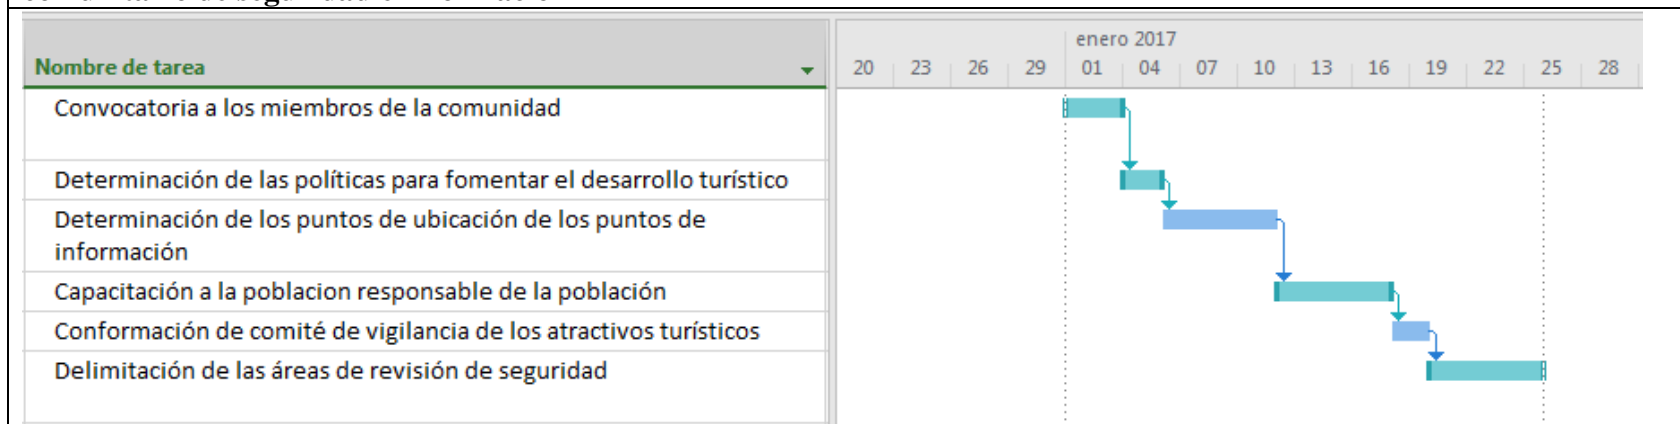 enero 2017
Nombre de tarea
20 23 26 29 01 04 07 10 13 16 19 22 25 28
Convocatoria a los miembros de la comunidad
Determinación de las políticas para fomentar el desarrollo turístico
Determinación de los puntos de ubicación de los puntos de
información
Capacitación a la poblacion responsable de la población
Conformación de comité de vigilancia de los atractivos turísticos
Delimitación de las áreas de revisión de seguridad